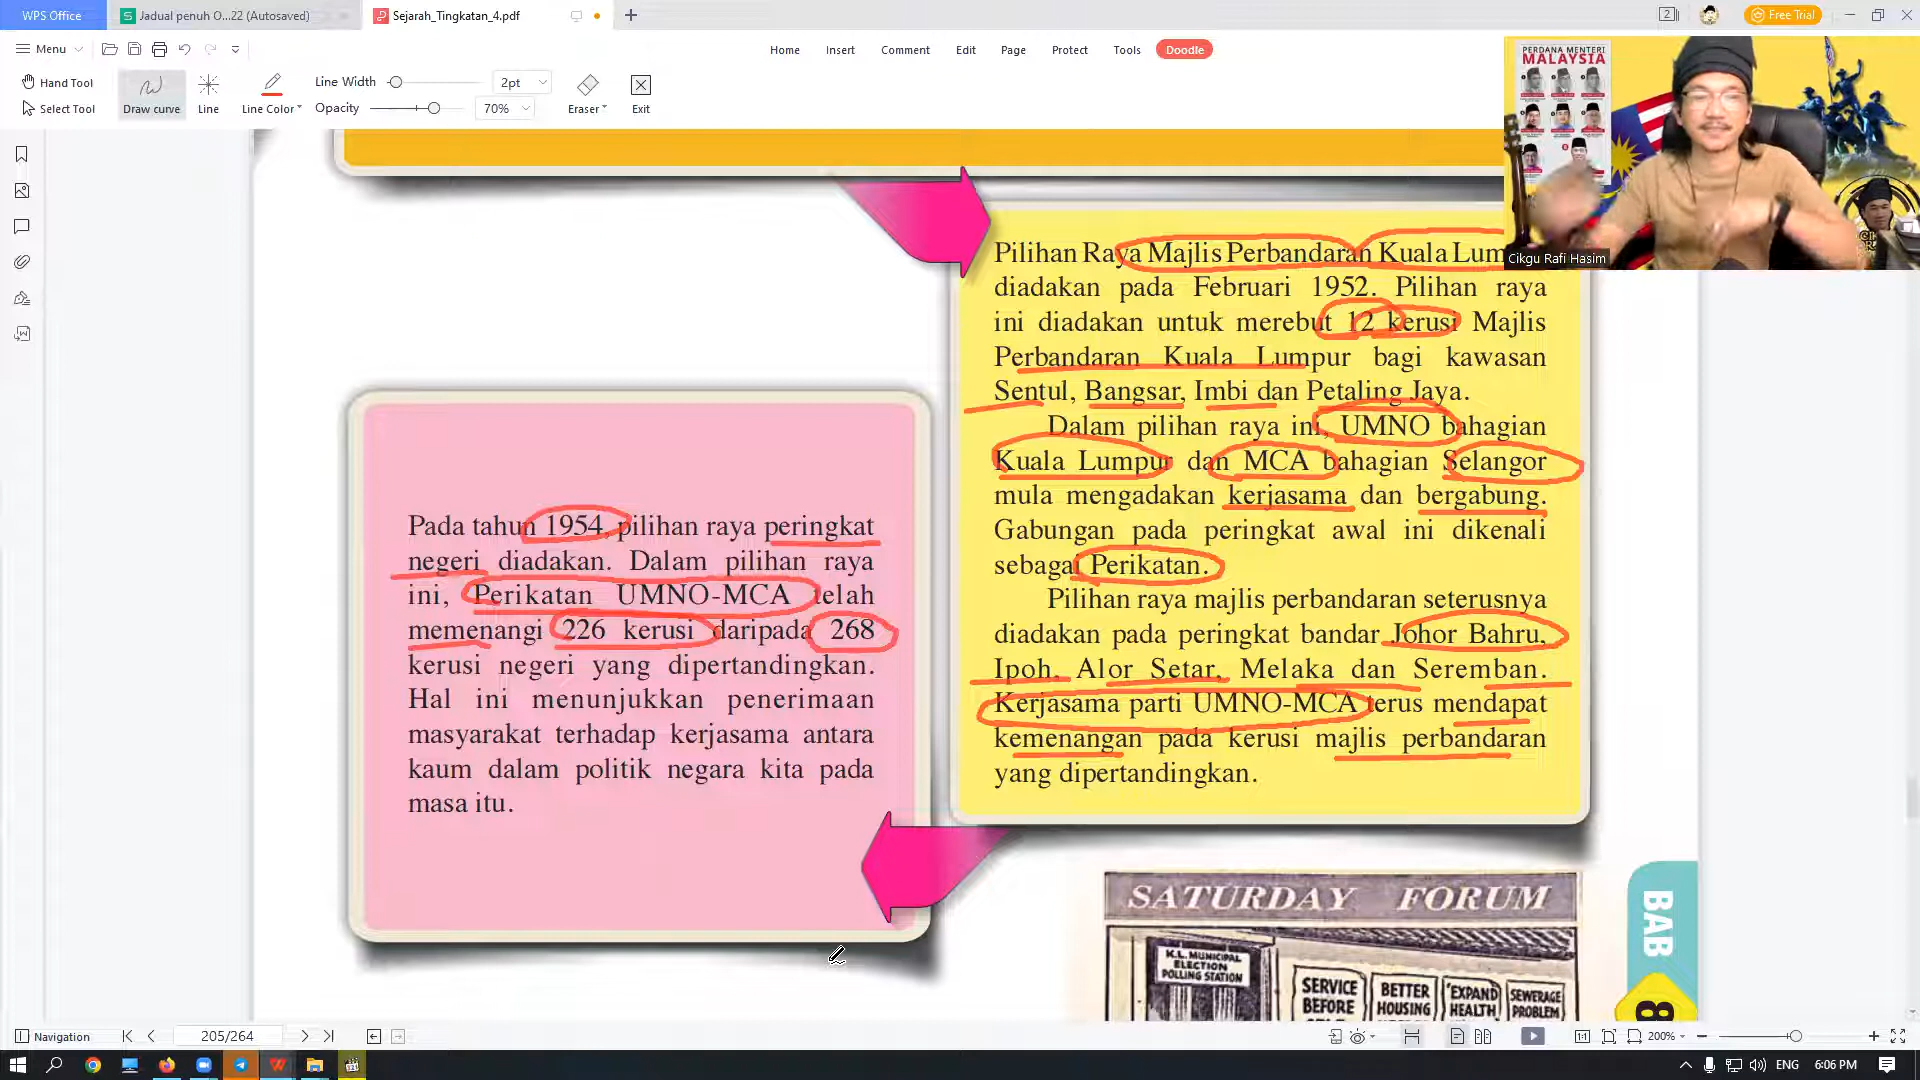 WPS Office
Jadual penuh O...22 (Autosaved)
Sejarah_Tingkatan_4.pdf
2
Free Trial
Menu
Home
Insert
Comment
Edit
Page
Protect
Tools
Doodle
Hand Tool
Select Tool
Draw curve
Line
Line Color
Line Width
2pt
Opacity
70%
Eraser
Exit
PERDANA MENTERI
MALAYSIA
Cikgu Rafi Hasim
Pilihan Raya Majlis Perbandaran Kuala Lum
diadakan pada Februari 1952. Pilihan raya
ini diadakan untuk merebut 12 kerusi Majlis
Perbandaran Kuala Lumpur bagi kawasan
Sentul, Bangsar, Imbi dan Petaling Jaya.
Dalam pilihan raya ini, UMNO bahagian
Kuala Lumpur dan MCA bahagian Selangor
mula mengadakan kerjasama dan bergabung.
Gabungan pada peringkat awal ini dikenali
sebagai Perikatan.
Pilihan raya majlis perbandaran seterusnya
diadakan pada peringkat bandar Johor Bahru,
Ipoh, Alor Setar, Melaka dan Seremban.
Kerjasama parti UMNO-MCA terus mendapat
kemenangan pada kerusi majlis perbandaran
yang dipertandingkan.
Pada tahun 1954, pilihan raya peringkat
negeri diadakan. Dalam pilihan raya
ini, Perikatan UMNO-MCA telah
memenangi 226 kerusi daripada 268
kerusi negeri yang dipertandingkan.
Hal ini menunjukkan penerimaan
masyarakat terhadap kerjasama antara
kaum dalam politik negara kita pada
masa itu.
SATURDAY FORUM
K.L. MUNICIPAL
ELECTION
POLLING STATION
SERVICE
BEFORE
BETTER
HOUSING
EXPAND
HEALTH
SEWERAGE
PROBLEM
BAB
8
Navigation
205/264
200%
ENG
6:06 PM